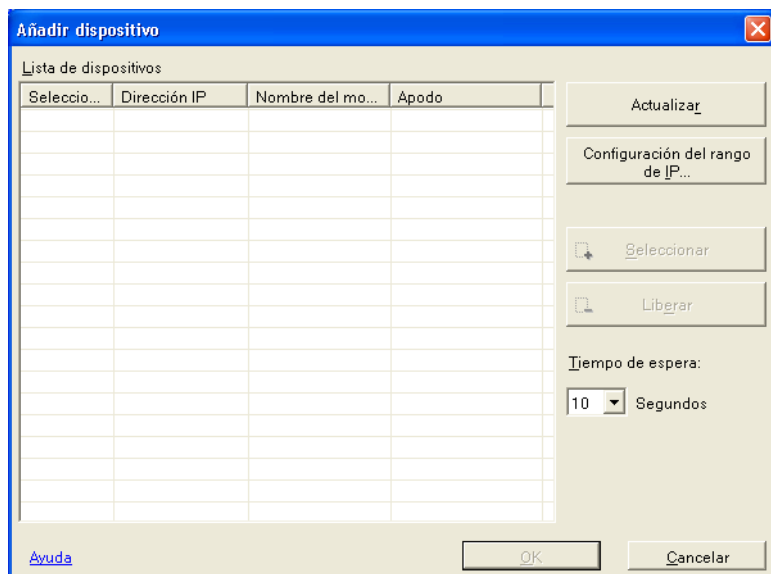 Añadir dispositivo
Lista de dispositivos
Seleccio... Dirección IP Nombre del mo... Apodo
Actualizar
Configuración del rango
de IP...
Seleccionar
Liberar
Tiempo de espera:
10 Segundos
Ayuda OK Cancelar